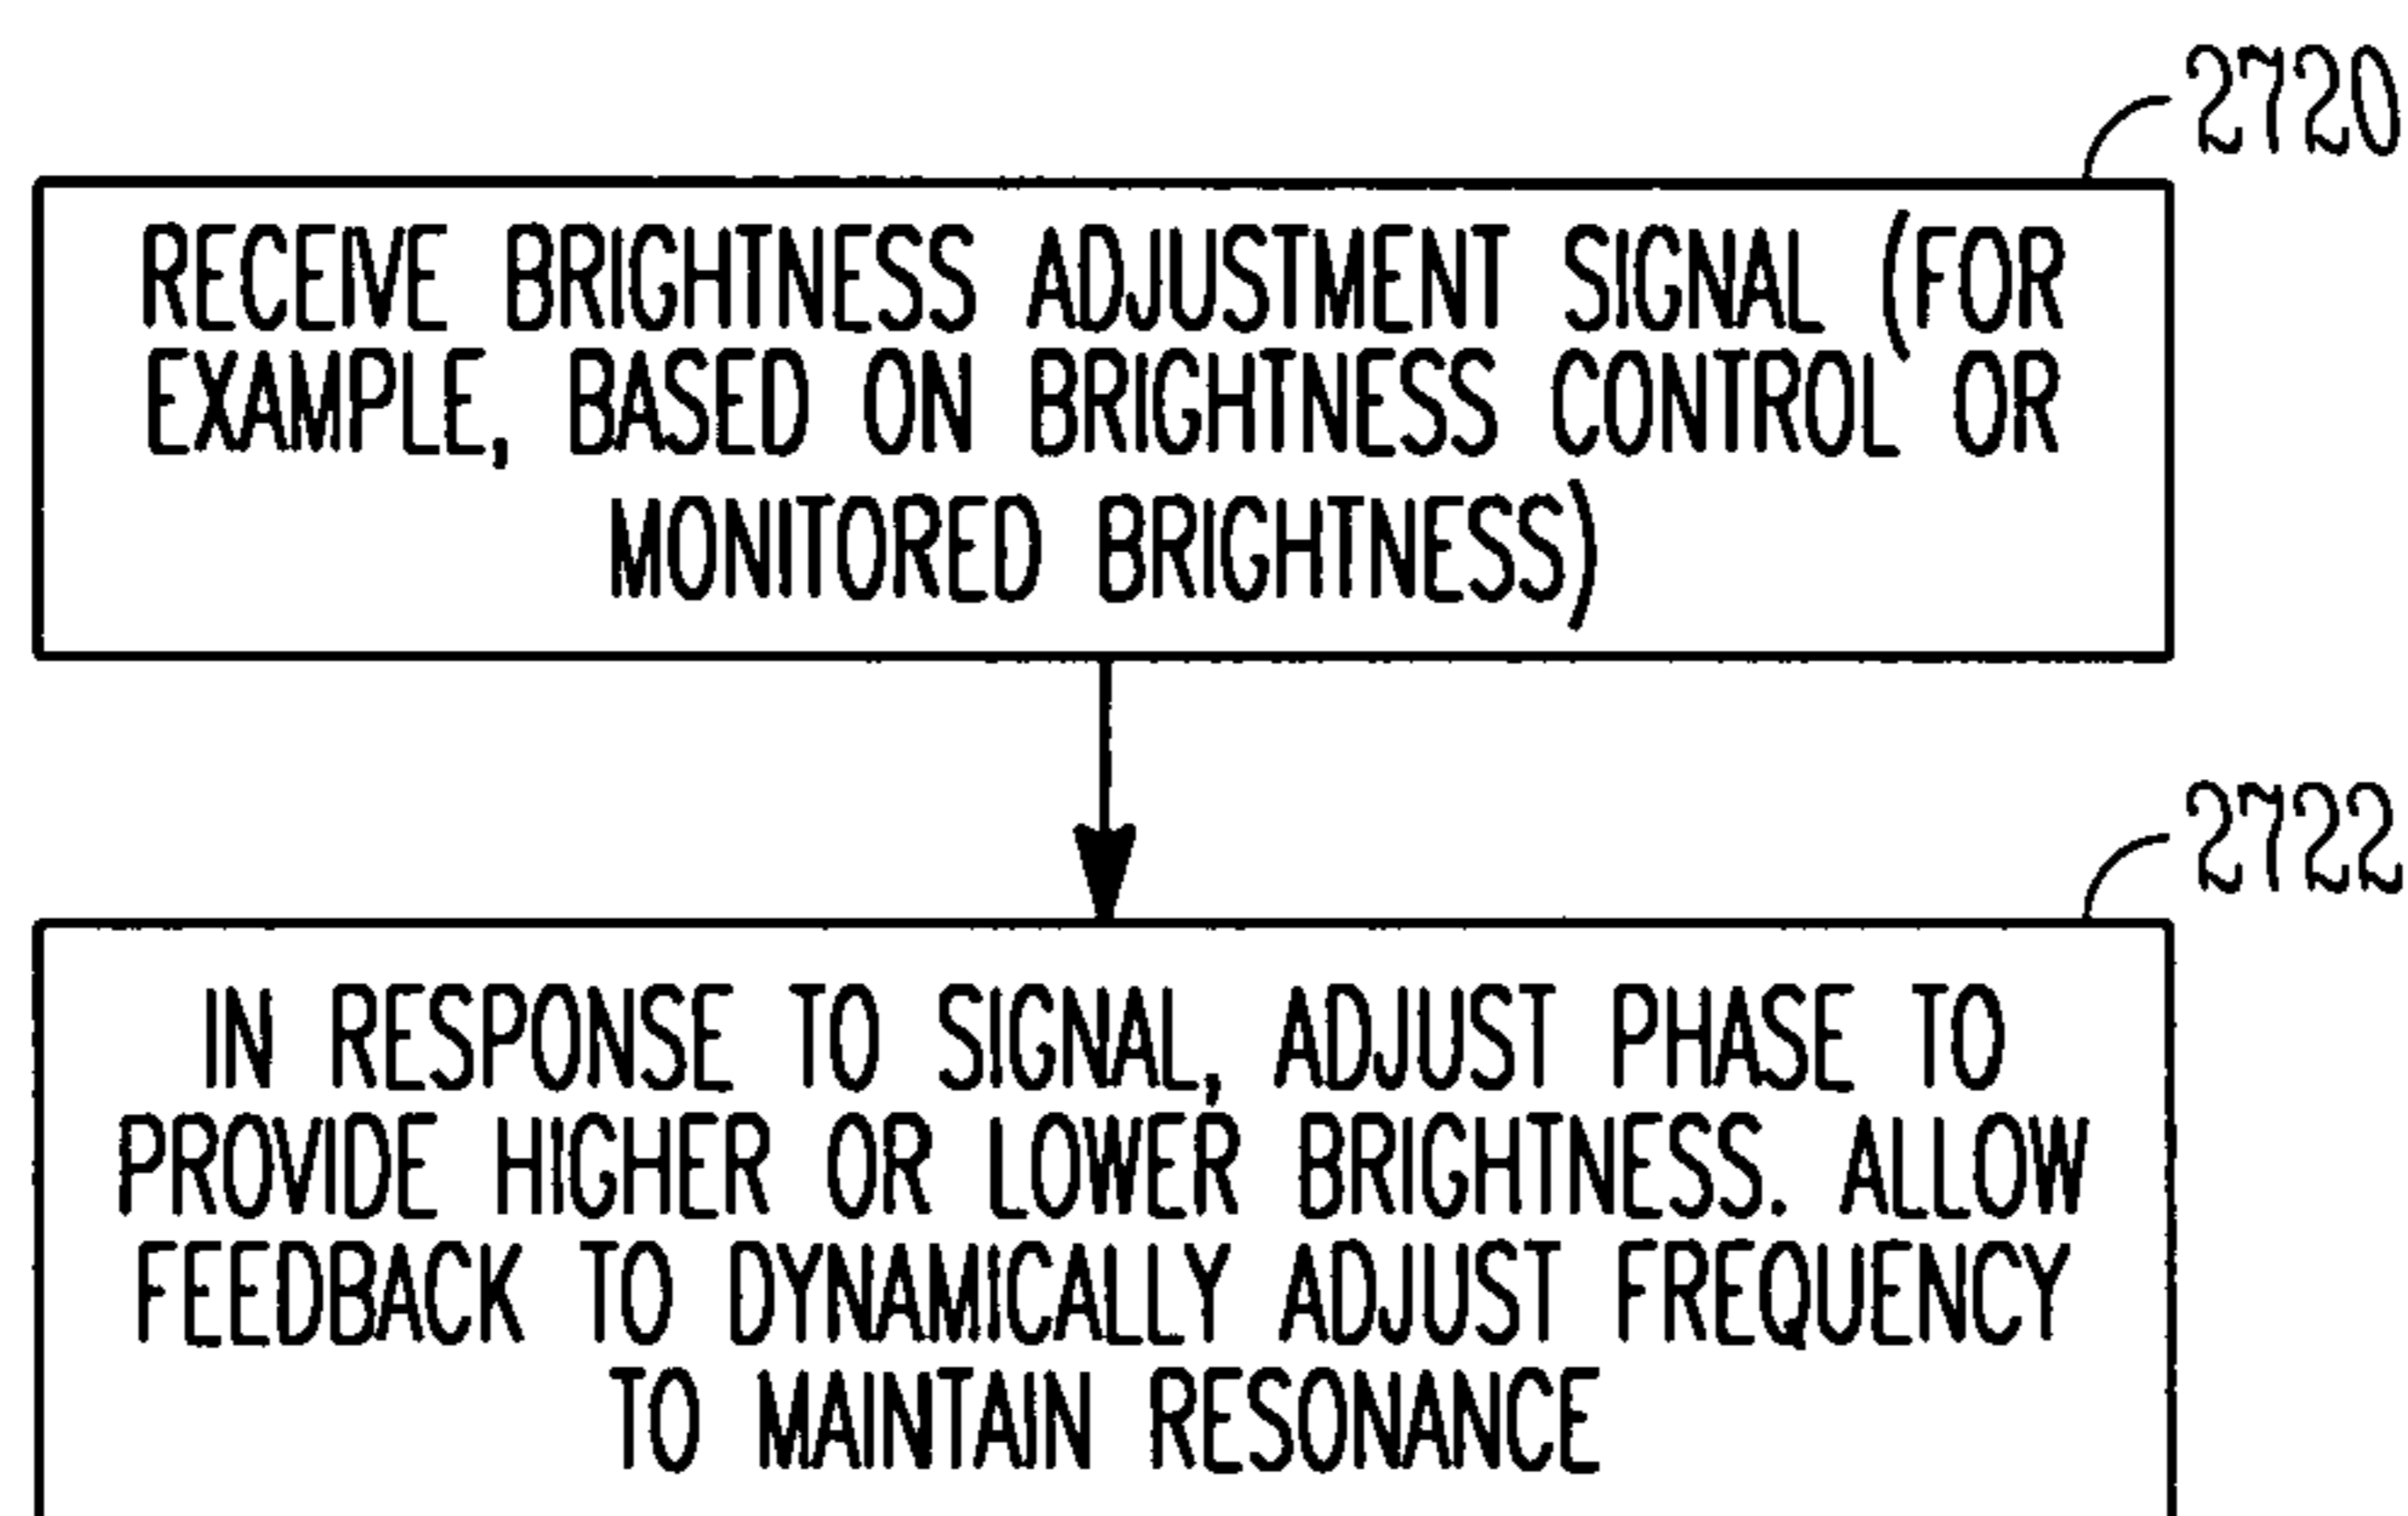 2720
RECEIVE BRIGHTNESS ADJUSTMENT SIGNAL (FOR
EXAMPLE, BASED ON BRIGHTNESS CONTROL OR
MONITORED BRIGHTNESS)
2722
IN RESPONSE TO SIGNAL, ADJUST PHASE TO
PROVIDE HIGHER OR LOWER BRIGHTNESS. ALLOW
FEEDBACK TO DYNAMICALLY ADJUST FREQUENCY
TO MAINTAIN RESONANCE